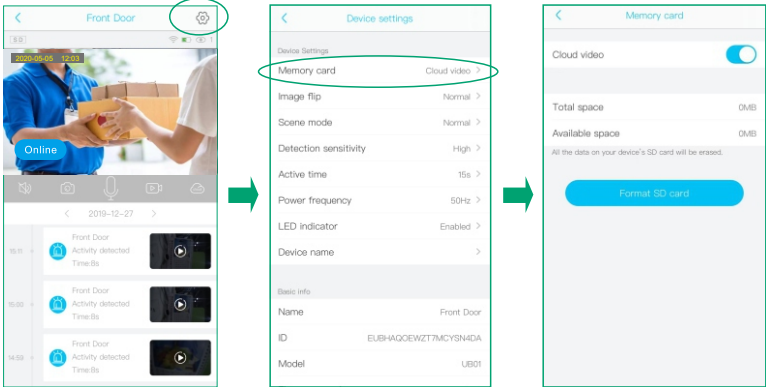 Front Door
SD
2020-05-05 12:03
Online
2019-12-27
15:11
Front Door
Activity detected
Time:8s
15:00
Front Door
Activity detected
Time:8s
14:59
Front Door
Activity detected
Time:8s
Device settings
Device Settings
Memory card Cloud video
Image flip Normal
Scene mode Normal
Detection sensitivity High
Active time 15s
Power frequency 50Hz
LED indicator Enabled
Device name
Basic info
Name Front Door
ID EUBHAQOEWZT7MCYSN4DA
Model UB01
Memory card
Cloud video
Total space 0MB
Available space 0MB
All the data on your device's SD card will be erased.
Format SD card